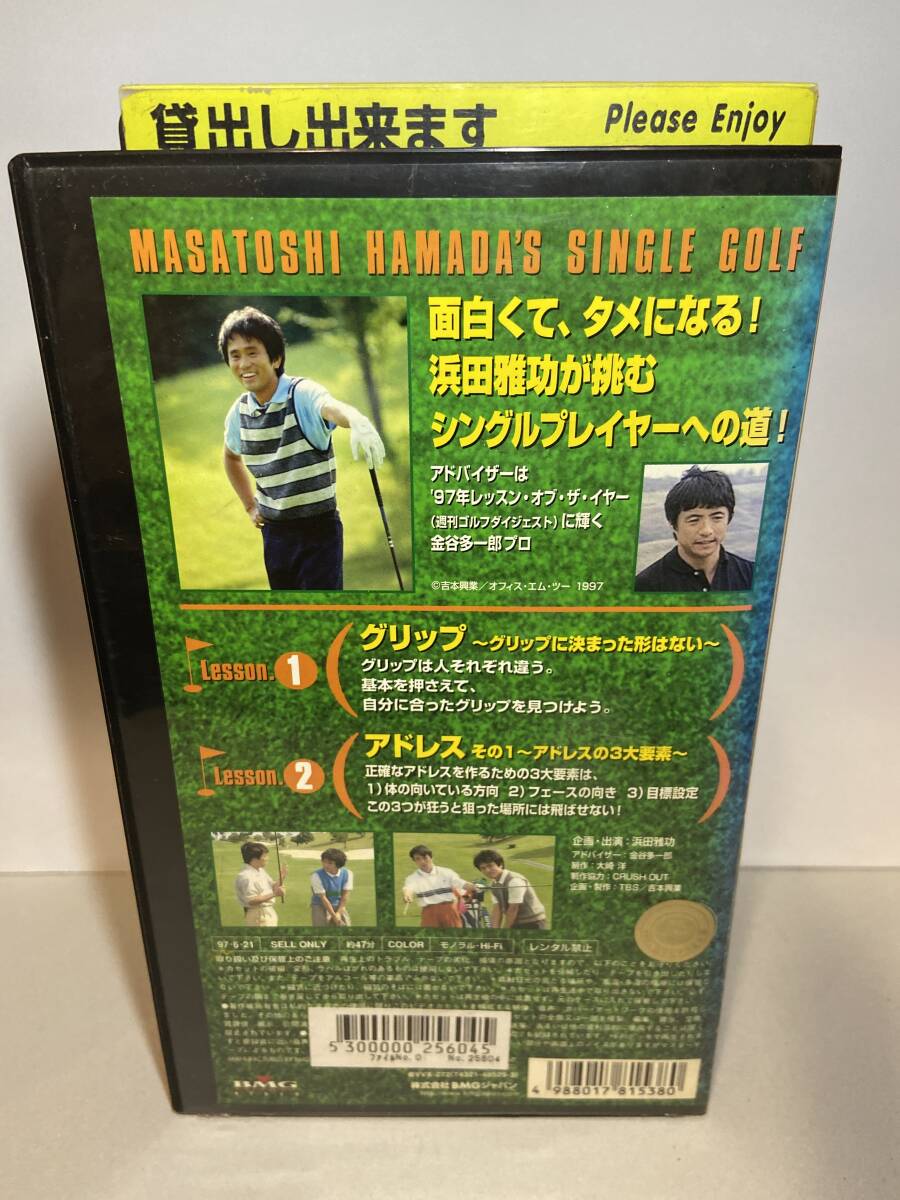 貸出し出来ます
Please Enjoy
MASATOSHI HAMADA'S SINGLE GOLF
面白くて、タメになる!
浜田雅功が挑む
シングルプレイヤーへの道!
アドバイザーは
'97年レッスン・オブ・ザ・イヤー
(週刊ゴルフダイジェスト)に輝く
金谷多一郎プロ
©吉本興業/オフィス・エム・ツー 1997
Lesson.1
グリップ 〜グリップに決まった形はない〜
グリップは人それぞれ違う。
基本を押さえて、
自分に合ったグリップを見つけよう。
Lesson.2
アドレス その1〜アドレスの3大要素〜
正確なアドレスを作るための3大要素は、
1)体の向いている方向 2)フェースの向き 3)目標設定
この3つが狂うと狙った場所には飛ばせない!
企画・出演:浜田雅功
アドバイザー:金谷多一郎
制作:大﨑 洋
制作協力:CRUSH OUT
企画・製作:TBS/吉本興業
97・6・21 SELL ONLY 約47分 COLOR モノラル・Hi-Fi レンタル禁止
5300000 256045
ファイルNo. 0 No. 25604
BMG
株式会社BMGジャパン
4 988017 815380